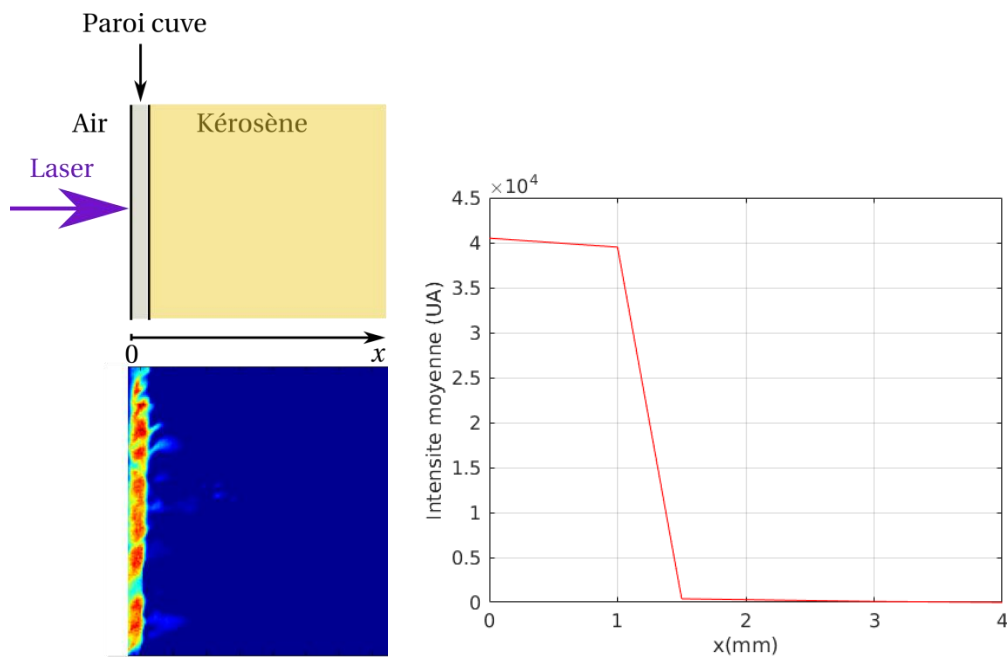 Paroi cuve
Air
Kérosène
Laser
0
x
×10^4
4.5
4
3.5
3
2.5
2
1.5
1
0.5
0
Intensite moyenne (UA)
0 1 2 3 4
x(mm)